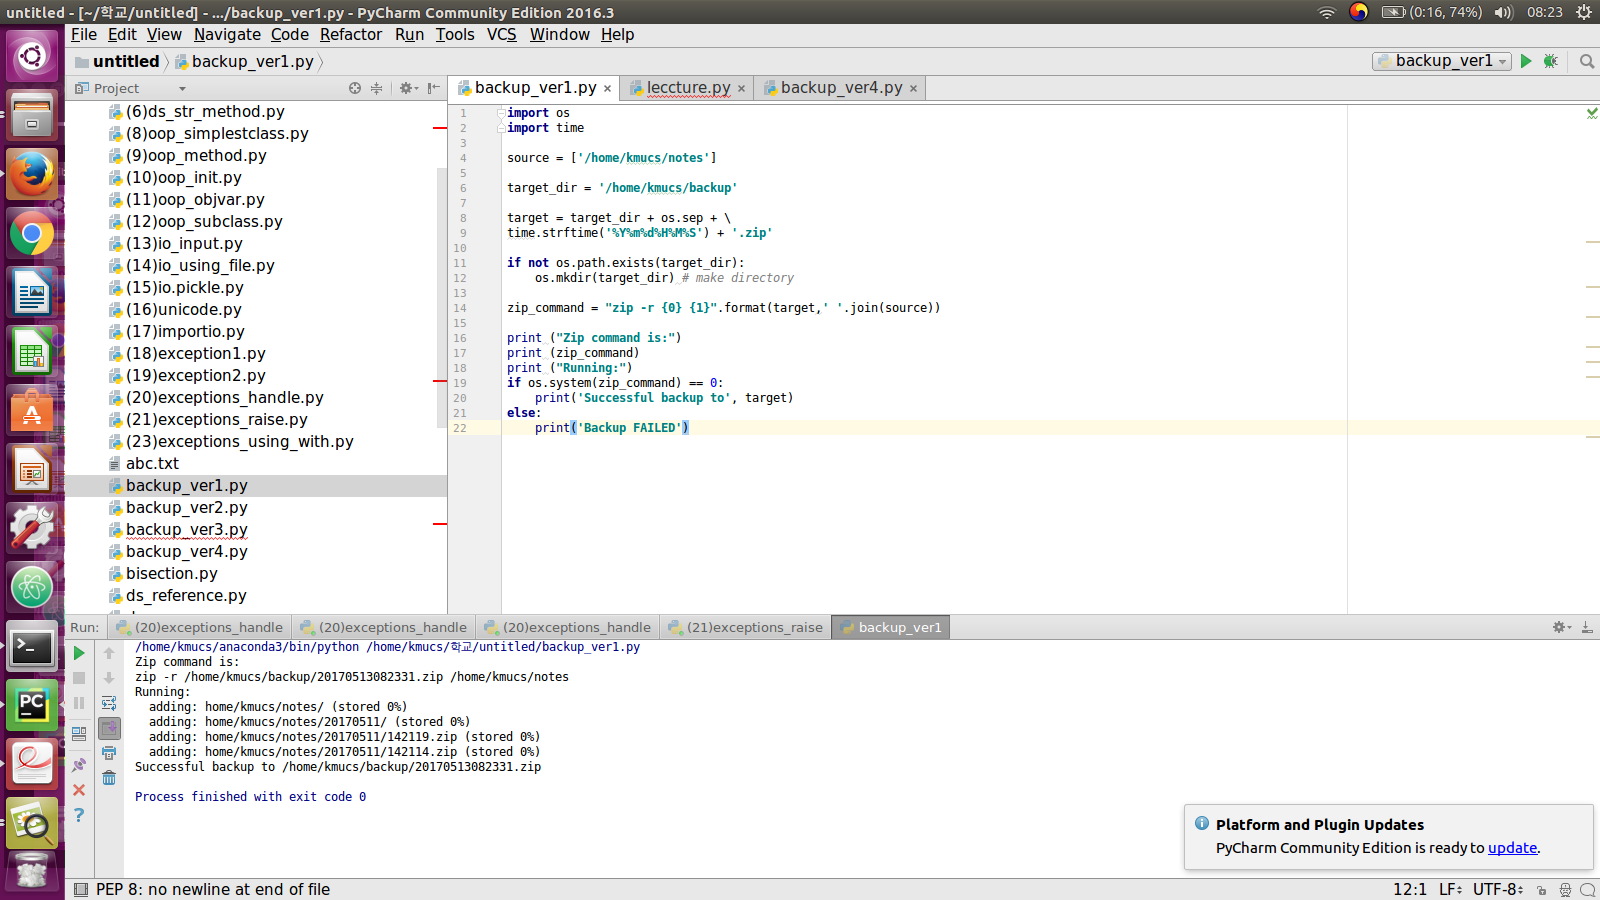 untitled - [~/학교/untitled] - .../backup_ver1.py - PyCharm Community Edition 2016.3
(0:16, 74%) 08:23
File Edit View Navigate Code Refactor Run Tools VCS Window Help
untitled backup_ver1.py
backup_ver1
Project
backup_ver1.py leccture.py backup_ver4.py
(6)ds_str_method.py
(8)oop_simplestclass.py
(9)oop_method.py
(10)oop_init.py
(11)oop_objvar.py
(12)oop_subclass.py
(13)io_input.py
(14)io_using_file.py
(15)io.pickle.py
(16)unicode.py
(17)importio.py
(18)exception1.py
(19)exception2.py
(20)exceptions_handle.py
(21)exceptions_raise.py
(23)exceptions_using_with.py
abc.txt
backup_ver1.py
backup_ver2.py
backup_ver3.py
backup_ver4.py
bisection.py
ds_reference.py
1 import os
2 import time
3
4 source = ['/home/kmucs/notes']
5
6 target_dir = '/home/kmucs/backup'
7
8 target = target_dir + os.sep + \
9 time.strftime('%Y%m%d%H%M%S') + '.zip'
10
11 if not os.path.exists(target_dir):
12     os.mkdir(target_dir) # make directory
13
14 zip_command = "zip -r {0} {1}".format(target,' '.join(source))
15
16 print ("Zip command is:")
17 print (zip_command)
18 print ("Running:")
19 if os.system(zip_command) == 0:
20     print('Successful backup to', target)
21 else:
22     print('Backup FAILED')
Run: (20)exceptions_handle (20)exceptions_handle (20)exceptions_handle (21)exceptions_raise backup_ver1
/home/kmucs/anaconda3/bin/python /home/kmucs/학교/untitled/backup_ver1.py
Zip command is:
zip -r /home/kmucs/backup/20170513082331.zip /home/kmucs/notes
Running:
  adding: home/kmucs/notes/ (stored 0%)
  adding: home/kmucs/notes/20170511/ (stored 0%)
  adding: home/kmucs/notes/20170511/142119.zip (stored 0%)
  adding: home/kmucs/notes/20170511/142114.zip (stored 0%)
Successful backup to /home/kmucs/backup/20170513082331.zip
Process finished with exit code 0
Platform and Plugin Updates
PyCharm Community Edition is ready to update.
PEP 8: no newline at end of file
12:1 LF UTF-8
PC